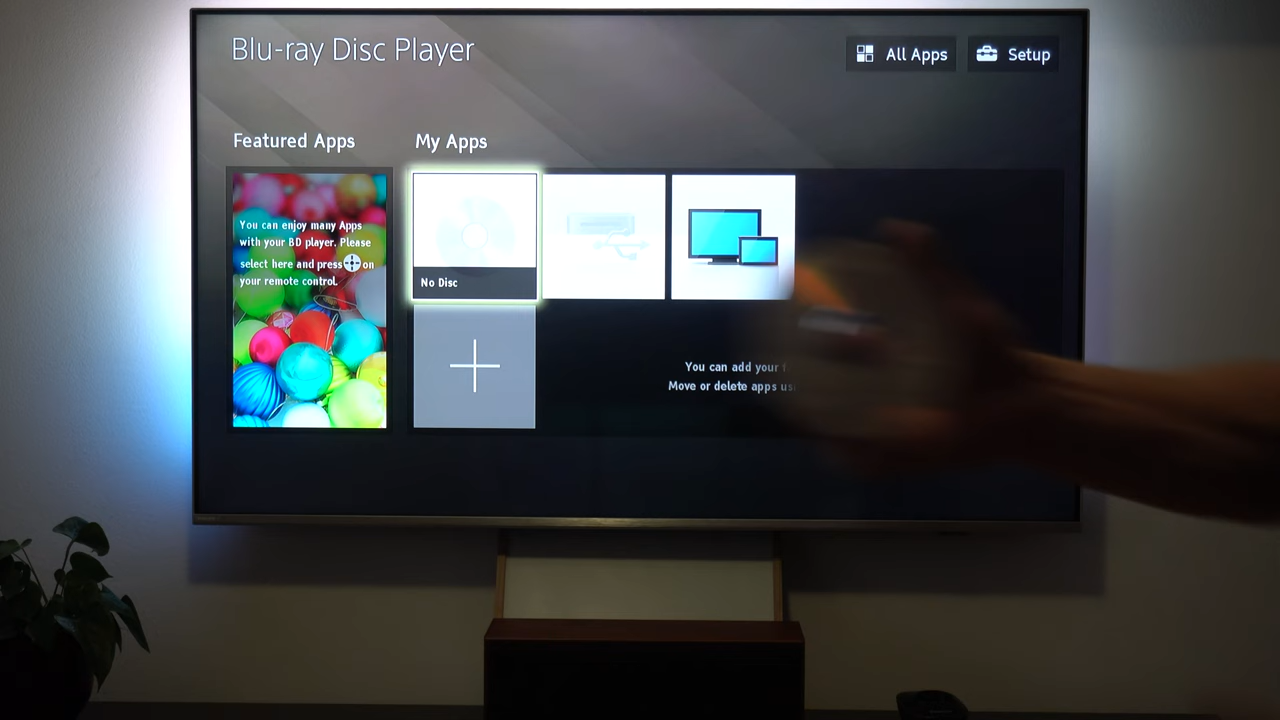 Blu-ray Disc Player
All Apps
Setup
Featured Apps
My Apps
You can enjoy many Apps
with your BD player. Please
select here and press
on
your remote control.
No Disc
You can add your
Move or delete apps